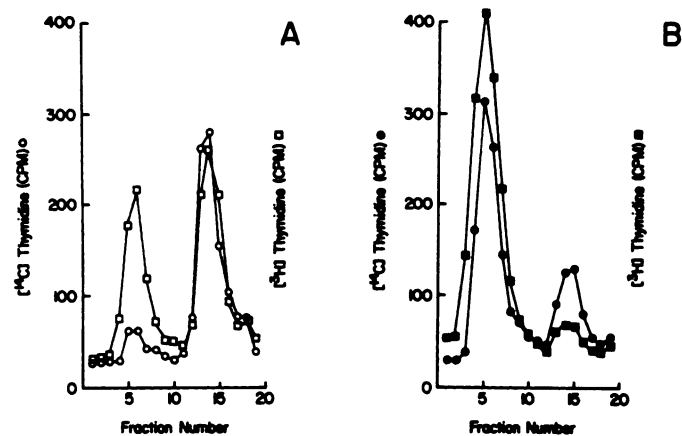 A
400
300
200
100
0
5
10
15
20
[¹⁴C] Thymidine (CPM)○
[³H] Thymidine (CPM)□
Fraction Number
B
400
300
200
100
0
5
10
15
20
[¹⁴C] Thymidine (CPM)●
[³H] Thymidine (CPM)■
Fraction Number